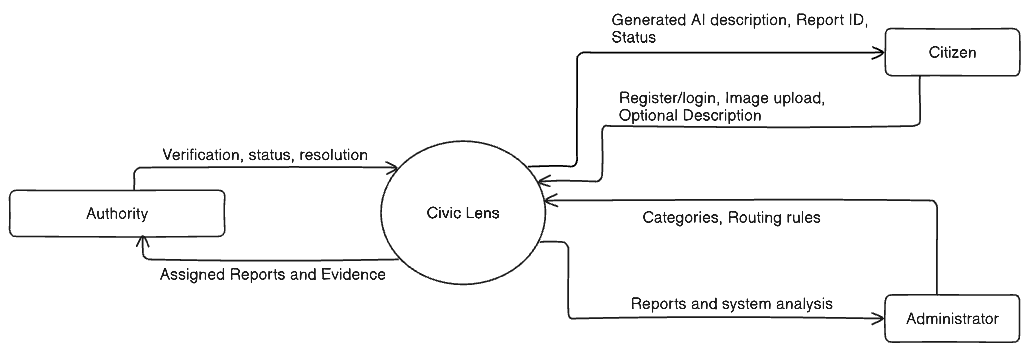 Generated AI description, Report ID,
Status
Citizen
Register/login, Image upload,
Optional Description
Verification, status, resolution
Authority
Civic Lens
Categories, Routing rules
Assigned Reports and Evidence
Reports and system analysis
Administrator